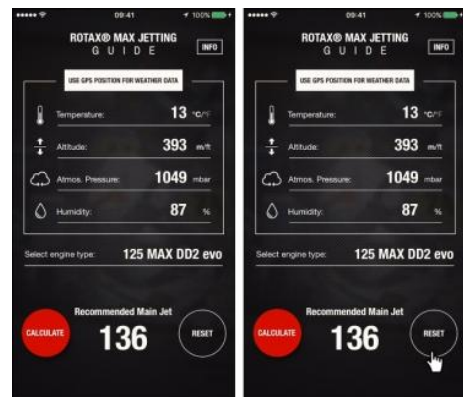 09:41
100%
ROTAX® MAX JETTING
GUIDE
INFO
USE GPS POSITION FOR WEATHER DATA
Temperature: 13 °C/°F
Altitude: 393 m/ft
Atmos. Pressure: 1049 mbar
Humidity: 87 %
Select engine type: 125 MAX DD2 evo
Recommended Main Jet
CALCULATE 136 RESET
09:41
100%
ROTAX® MAX JETTING
GUIDE
INFO
USE GPS POSITION FOR WEATHER DATA
Temperature: 13 °C/°F
Altitude: 393 m/ft
Atmos. Pressure: 1049 mbar
Humidity: 87 %
Select engine type: 125 MAX DD2 evo
Recommended Main Jet
CALCULATE 136 RESET